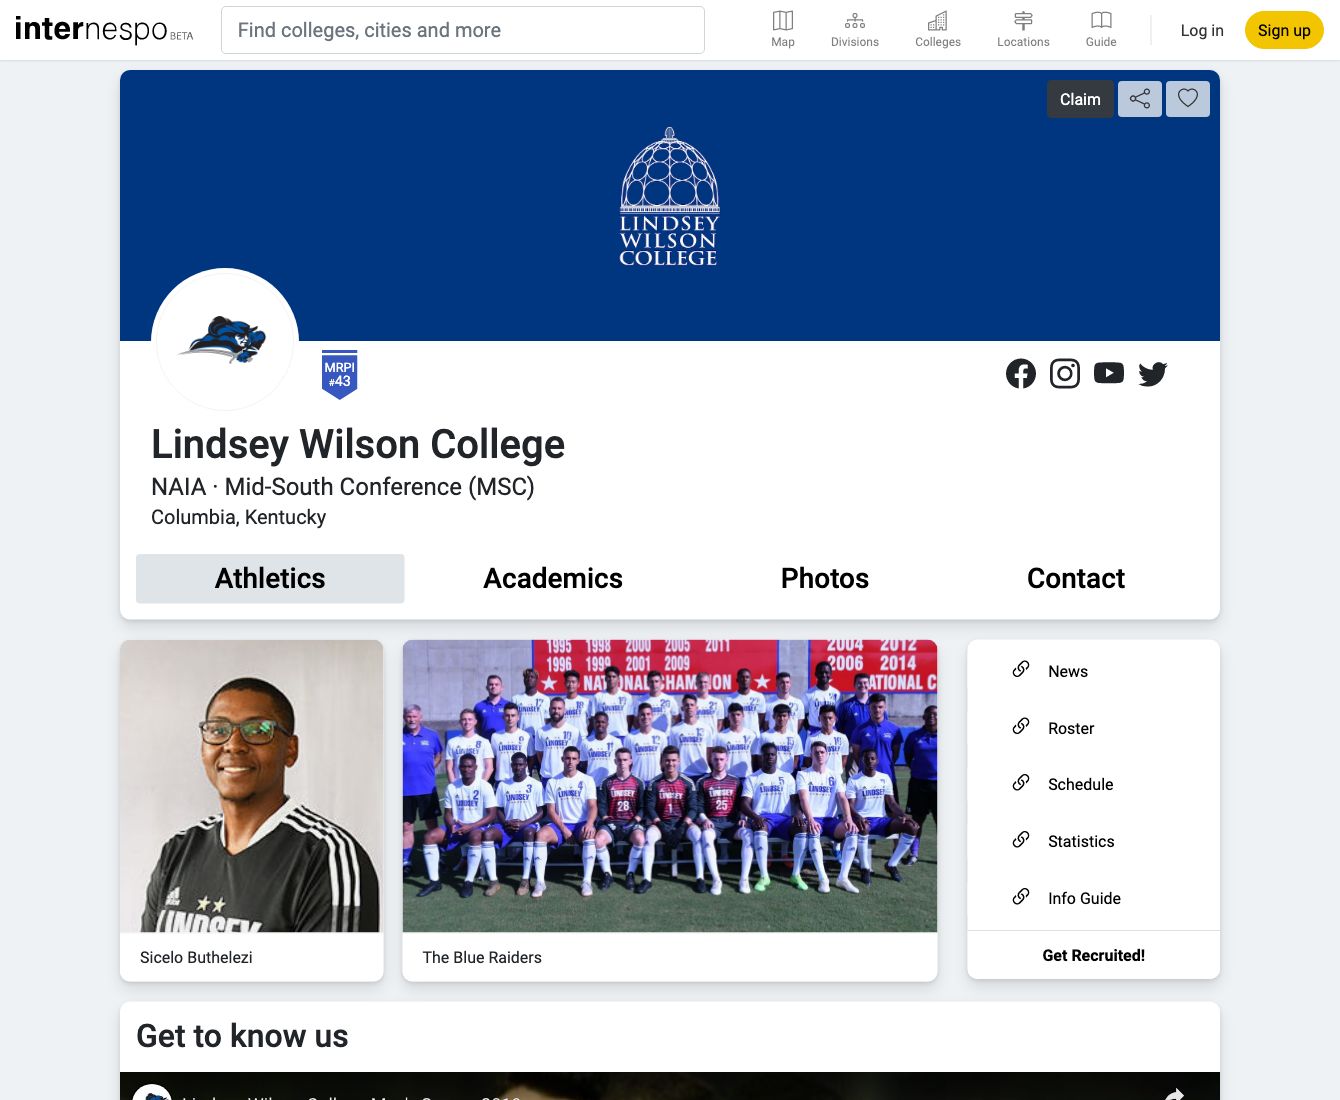 internespo BETA
Find colleges, cities and more
Map
Divisions
Colleges
Locations
Guide
Log in
Sign up
Claim
LINDSEY
WILSON
COLLEGE
MRPI
#43
Lindsey Wilson College
NAIA · Mid-South Conference (MSC)
Columbia, Kentucky
Athletics
Academics
Photos
Contact
adidas
LINDSEY
Sicelo Buthelezi
1995 1998 2000 2005 2011
1996 1999 2001 2009
NATIONAL CHAMPION
2004 2012
2006 2014
NATIONAL C
The Blue Raiders
News
Roster
Schedule
Statistics
Info Guide
Get Recruited!
Get to know us